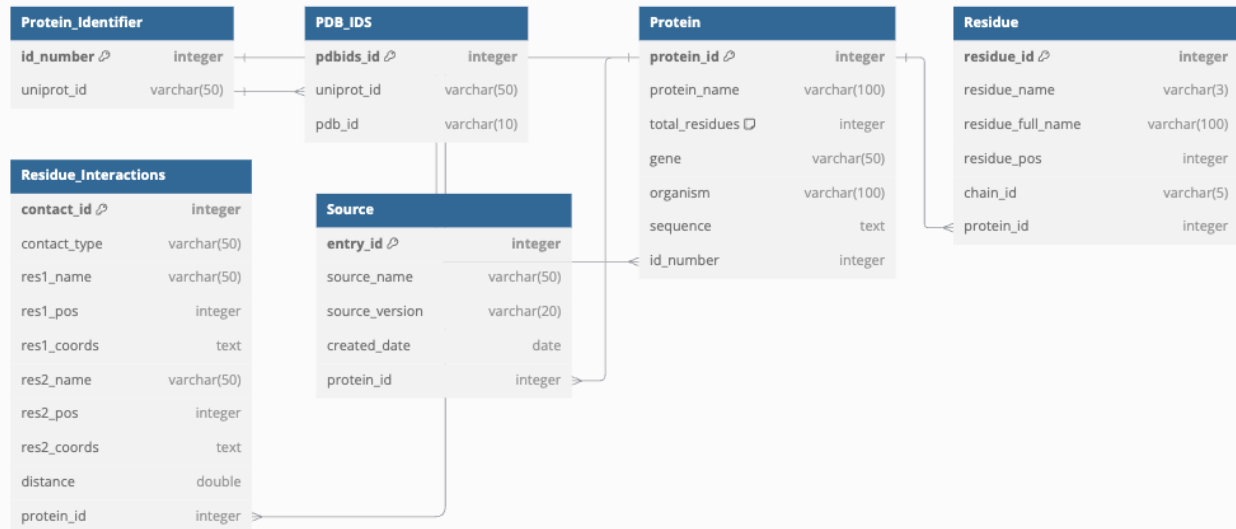 Protein_Identifier
id_number integer
uniprot_id varchar(50)
PDB_IDS
pdbids_id integer
uniprot_id varchar(50)
pdb_id varchar(10)
Protein
protein_id integer
protein_name varchar(100)
total_residues integer
gene varchar(50)
organism varchar(100)
sequence text
id_number integer
Residue
residue_id integer
residue_name varchar(3)
residue_full_name varchar(100)
residue_pos integer
chain_id varchar(5)
protein_id integer
Residue_Interactions
contact_id integer
contact_type varchar(50)
res1_name varchar(50)
res1_pos integer
res1_coords text
res2_name varchar(50)
res2_pos integer
res2_coords text
distance double
protein_id integer
Source
entry_id integer
source_name varchar(50)
source_version varchar(20)
created_date date
protein_id integer